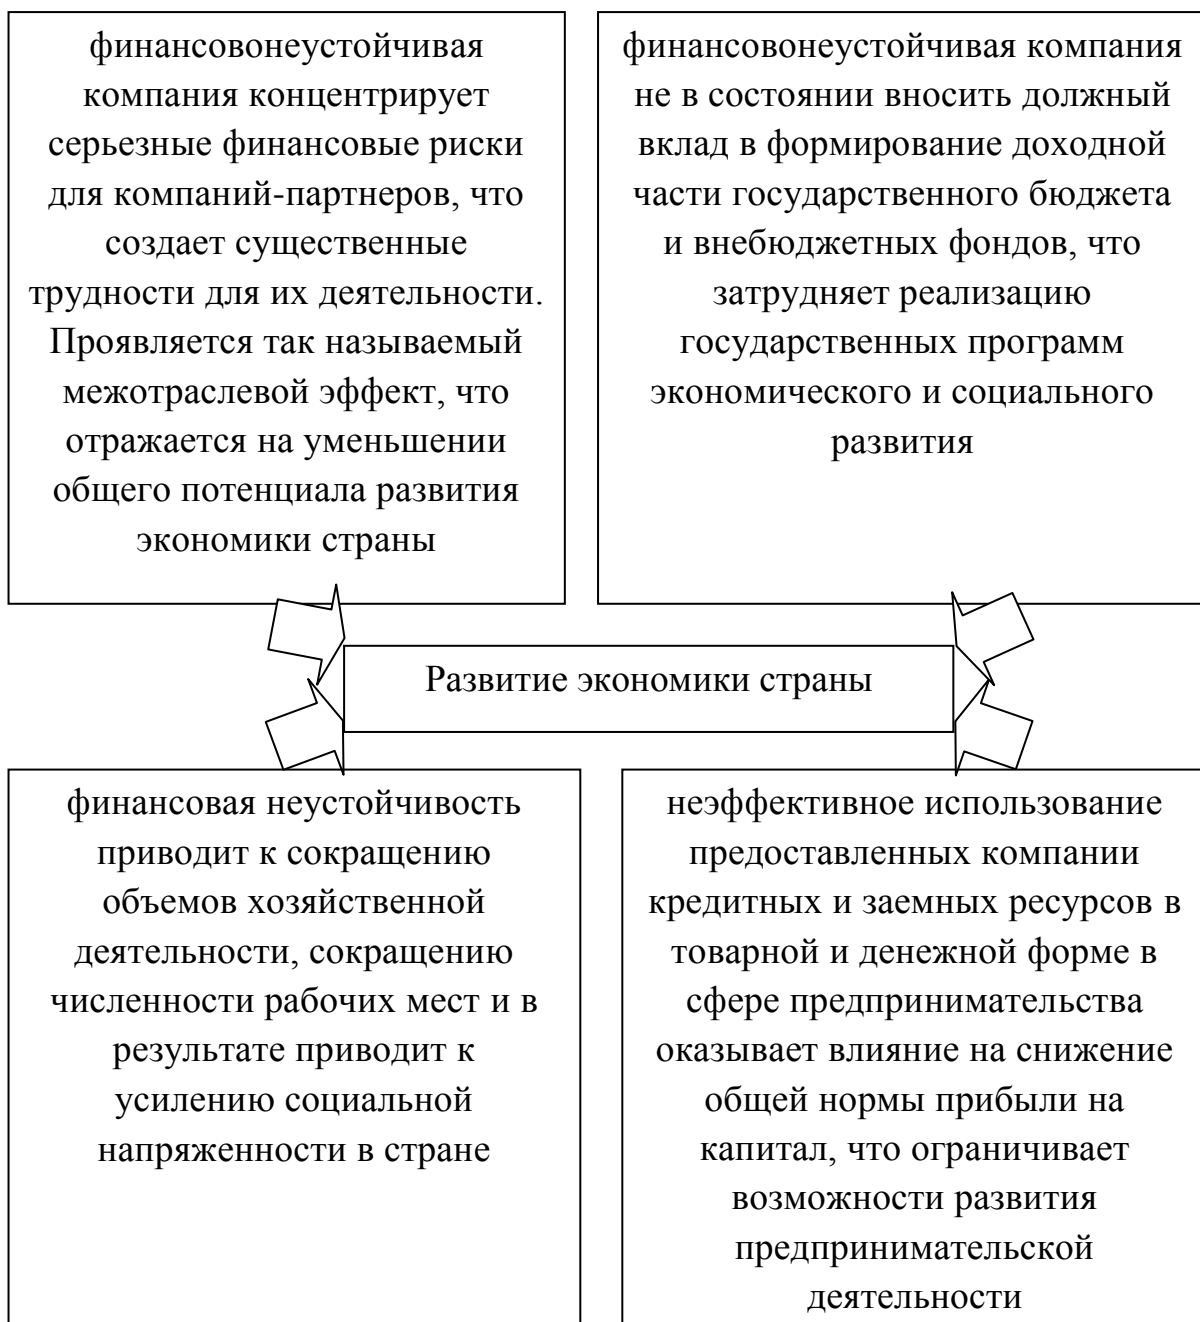 финансовонеустойчивая
компания концентрирует
серьезные финансовые риски
для компаний-партнеров, что
создает существенные
трудности для их деятельности.
Проявляется так называемый
межотраслевой эффект, что
отражается на уменьшении
общего потенциала развития
экономики страны
финансовонеустойчивая компания
не в состоянии вносить должный
вклад в формирование доходной
части государственного бюджета
и внебюджетных фондов, что
затрудняет реализацию
государственных программ
экономического и социального
развития
Развитие экономики страны
финансовая неустойчивость
приводит к сокращению
объемов хозяйственной
деятельности, сокращению
численности рабочих мест и в
результате приводит к
усилению социальной
напряженности в стране
неэффективное использование
предоставленных компании
кредитных и заемных ресурсов в
товарной и денежной форме в
сфере предпринимательства
оказывает влияние на снижение
общей нормы прибыли на
капитал, что ограничивает
возможности развития
предпринимательской
деятельности